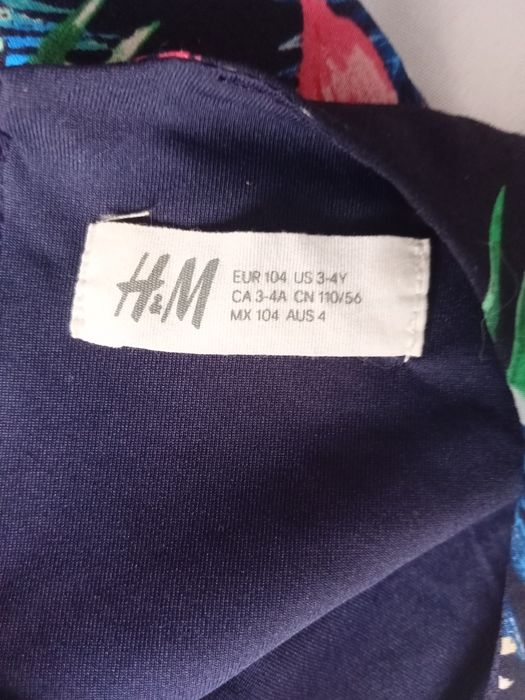 H&M
EUR 104 US 3-4Y
CA 3-4A CN 110/56
MX 104 AUS 4